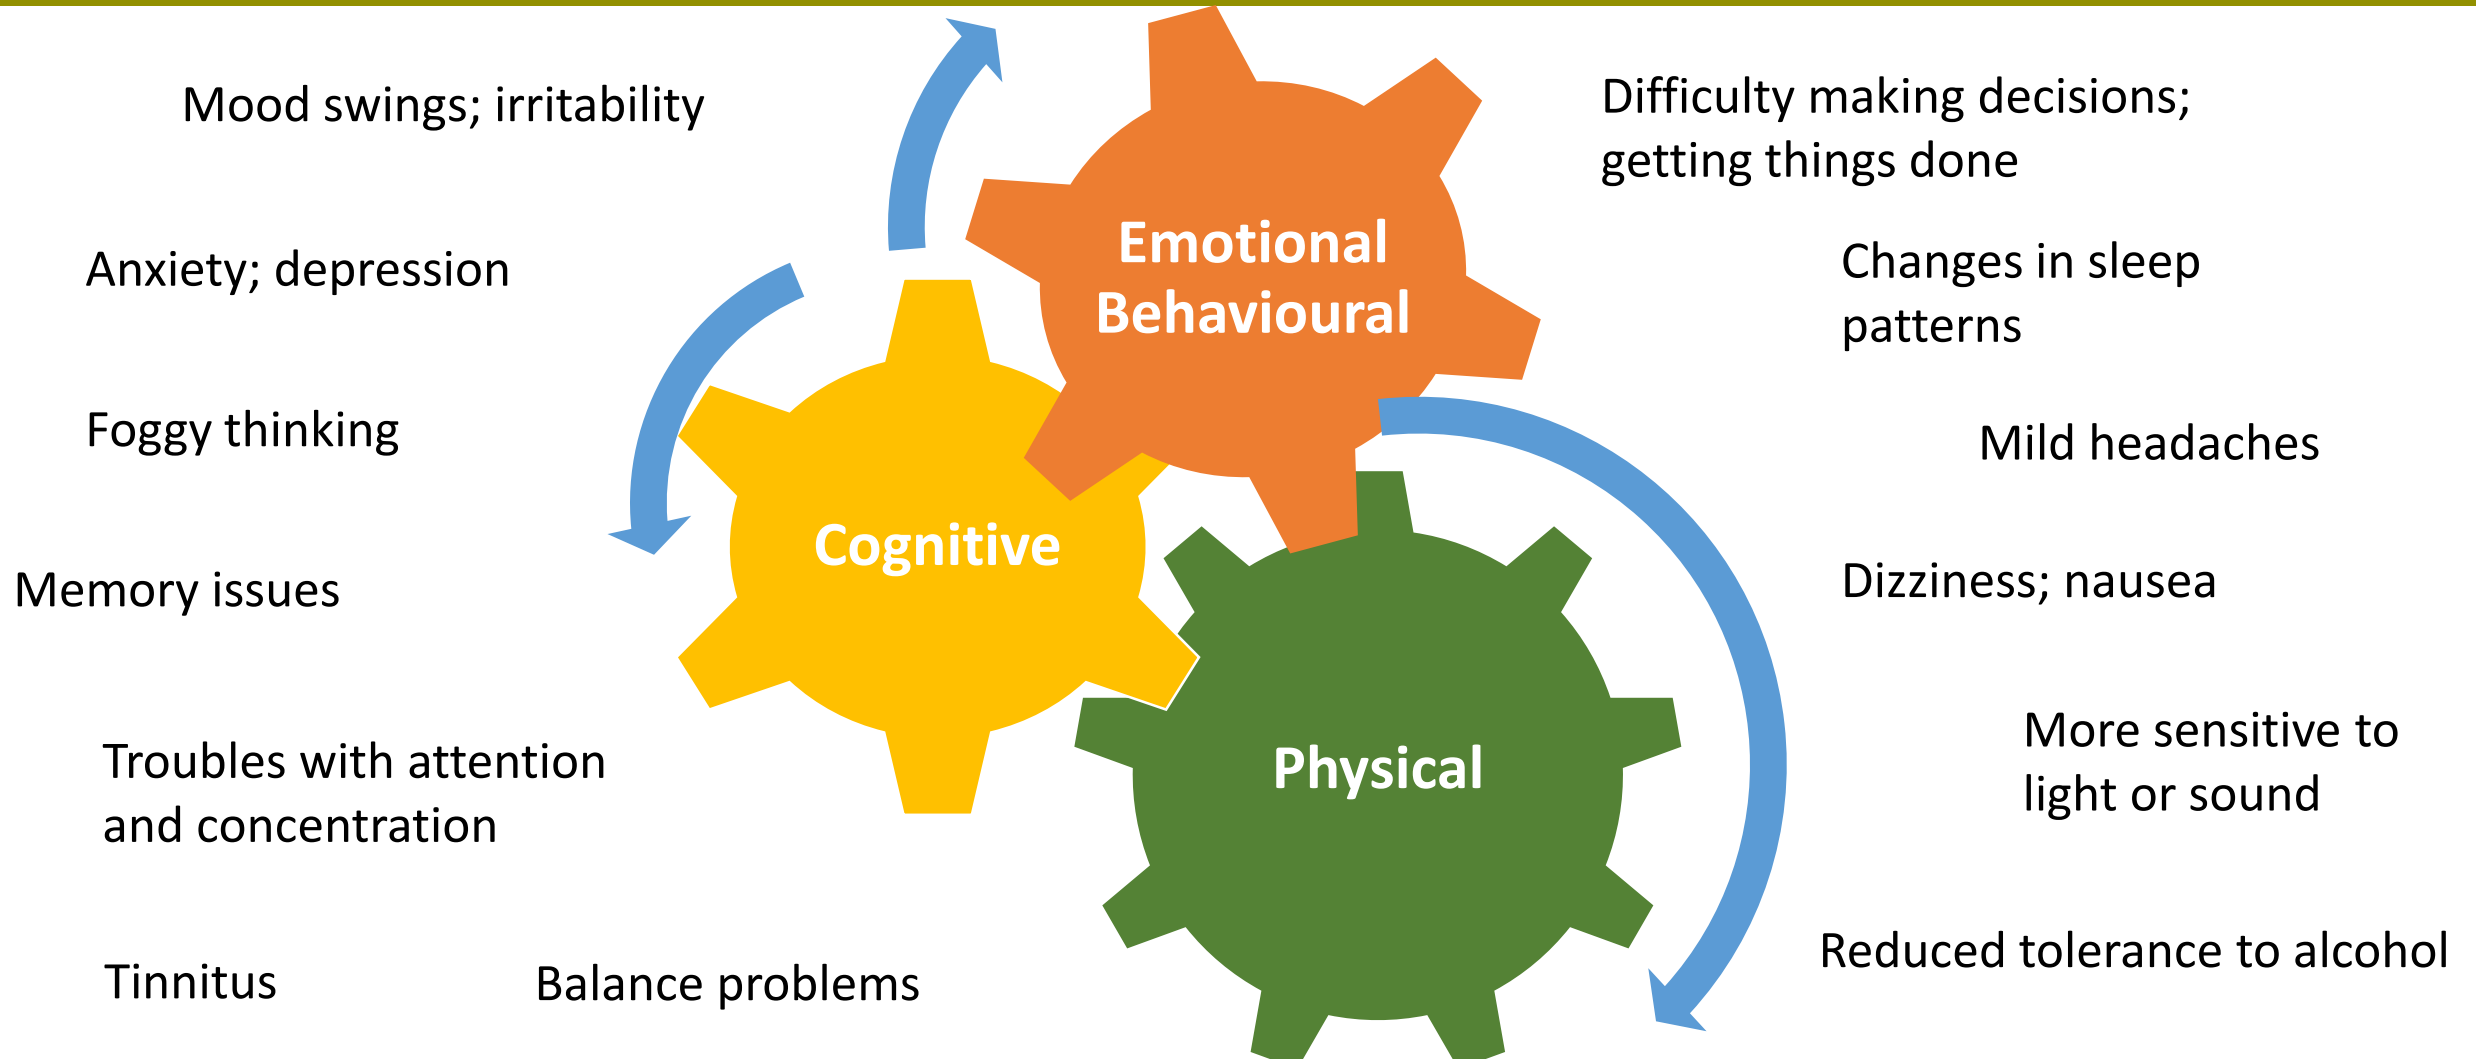 Mood swings; irritability
Anxiety; depression
Foggy thinking
Memory issues
Troubles with attention
and concentration
Tinnitus
Balance problems
Emotional
Behavioural
Cognitive
Physical
Difficulty making decisions;
getting things done
Changes in sleep
patterns
Mild headaches
Dizziness; nausea
More sensitive to
light or sound
Reduced tolerance to alcohol